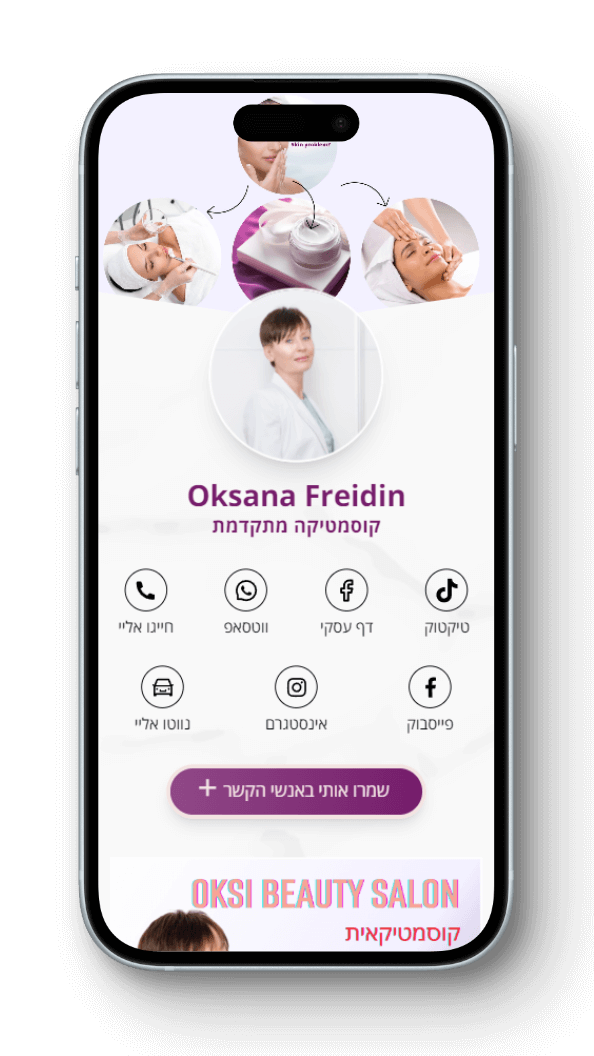 Skin problems?
Oksana Freidin
קוסמטיקה מתקדמת
טיקטוק
דף עסקי
ווטסאפ
חייגו אליי
פייסבוק
אינסטגרם
נווטו אליי
שמרו אותי באנשי הקשר +
OKSI BEAUTY SALON
קוסמטיקאית